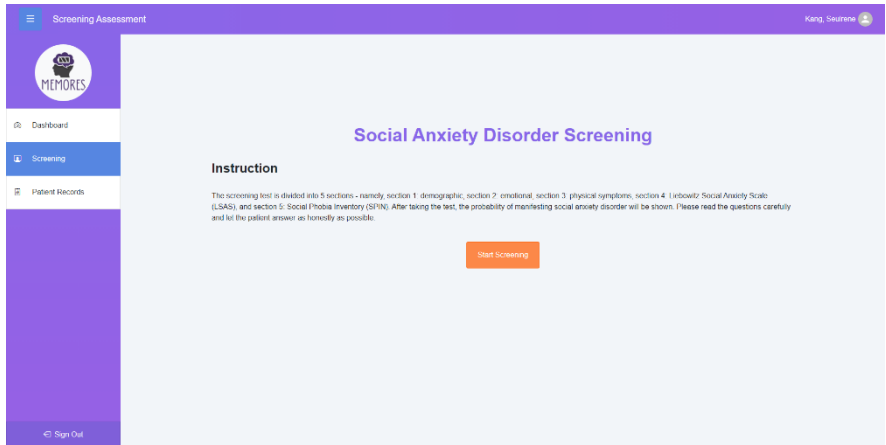 Screening Assessment
Kang, Seulrene
MEMORES
Dashboard
Screening
Patient Records
Social Anxiety Disorder Screening
Instruction
The screening test is divided into 5 sections - namely, section 1: demographic, section 2: emotional, section 3: physical symptoms, section 4: Liebowitz Social Anxiety Scale
(LSAS), and section 5: Social Phobia Inventory (SPIN). After taking the test, the probability of manifesting social anxiety disorder will be shown. Please read the questions carefully
and let the patient answer as honestly as possible.
Start Screening
Sign Out